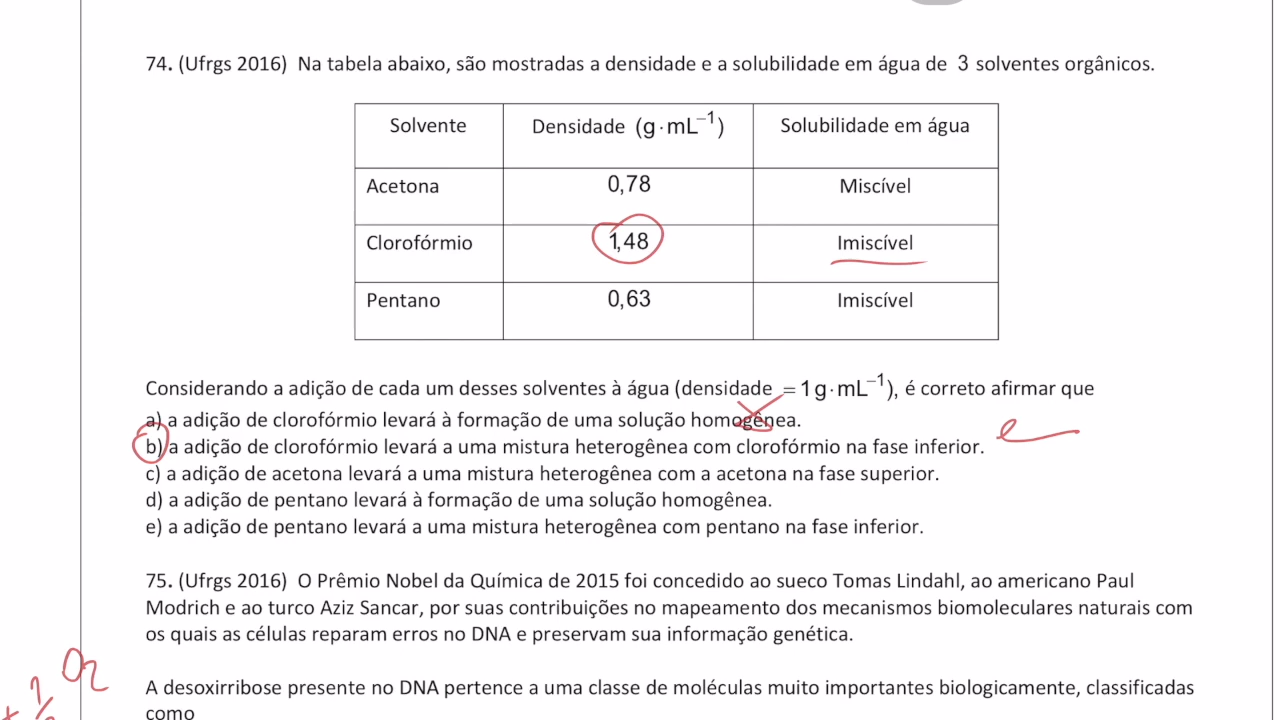 74. (Ufrgs 2016) Na tabela abaixo, são mostradas a densidade e a solubilidade em água de 3 solventes orgânicos.
Solvente Densidade (g·mL⁻¹) Solubilidade em água
Acetona 0,78 Miscível
Clorofórmio 1,48 Imiscível
Pentano 0,63 Imiscível
Considerando a adição de cada um desses solventes à água (densidade = 1g·mL⁻¹), é correto afirmar que
a) a adição de clorofórmio levará à formação de uma solução homogênea.
b) a adição de clorofórmio levará a uma mistura heterogênea com clorofórmio na fase inferior.
c) a adição de acetona levará a uma mistura heterogênea com a acetona na fase superior.
d) a adição de pentano levará à formação de uma solução homogênea.
e) a adição de pentano levará a uma mistura heterogênea com pentano na fase inferior.
75. (Ufrgs 2016) O Prêmio Nobel da Química de 2015 foi concedido ao sueco Tomas Lindahl, ao americano Paul
Modrich e ao turco Aziz Sancar, por suas contribuições no mapeamento dos mecanismos biomoleculares naturais com
os quais as células reparam erros no DNA e preservam sua informação genética.
O2
A desoxirribose presente no DNA pertence a uma classe de moléculas muito importantes biologicamente, classificadas
como